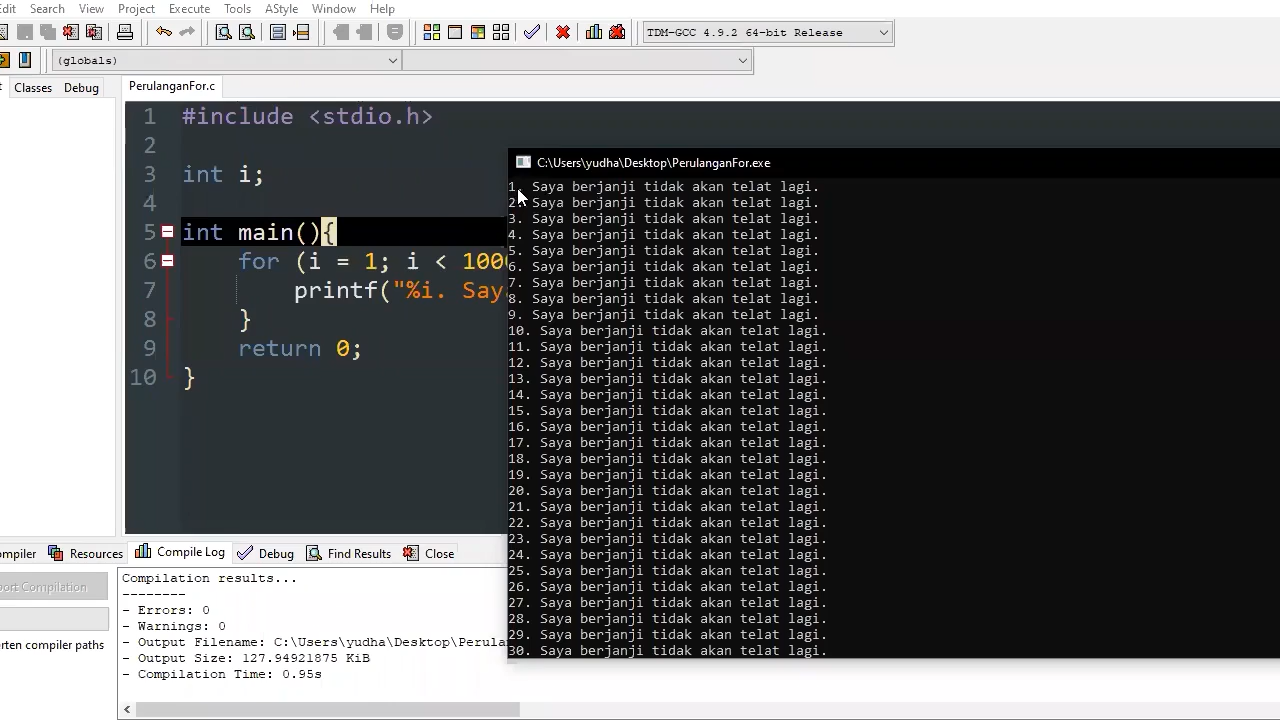 Edit Search View Project Execute Tools AStyle Window Help
TDM-GCC 4.9.2 64-bit Release
(globals)
Classes Debug
PerulanganFor.c
1 #include <stdio.h>
2
3 int i;
4
5 int main(){
6 for (i = 1; i < 1000
7 printf("%i. Say
8 }
9 return 0;
10 }
C:\Users\yudha\Desktop\PerulanganFor.exe
1. Saya berjanji tidak akan telat lagi.
2. Saya berjanji tidak akan telat lagi.
3. Saya berjanji tidak akan telat lagi.
4. Saya berjanji tidak akan telat lagi.
5. Saya berjanji tidak akan telat lagi.
6. Saya berjanji tidak akan telat lagi.
7. Saya berjanji tidak akan telat lagi.
8. Saya berjanji tidak akan telat lagi.
9. Saya berjanji tidak akan telat lagi.
10. Saya berjanji tidak akan telat lagi.
11. Saya berjanji tidak akan telat lagi.
12. Saya berjanji tidak akan telat lagi.
13. Saya berjanji tidak akan telat lagi.
14. Saya berjanji tidak akan telat lagi.
15. Saya berjanji tidak akan telat lagi.
16. Saya berjanji tidak akan telat lagi.
17. Saya berjanji tidak akan telat lagi.
18. Saya berjanji tidak akan telat lagi.
19. Saya berjanji tidak akan telat lagi.
20. Saya berjanji tidak akan telat lagi.
21. Saya berjanji tidak akan telat lagi.
22. Saya berjanji tidak akan telat lagi.
23. Saya berjanji tidak akan telat lagi.
24. Saya berjanji tidak akan telat lagi.
25. Saya berjanji tidak akan telat lagi.
26. Saya berjanji tidak akan telat lagi.
27. Saya berjanji tidak akan telat lagi.
28. Saya berjanji tidak akan telat lagi.
29. Saya berjanji tidak akan telat lagi.
30. Saya berjanji tidak akan telat lagi.
ompiler Resources Compile Log Debug Find Results Close
ort Compilation
rten compiler paths
Compilation results...
--------
- Errors: 0
- Warnings: 0
- Output Filename: C:\Users\yudha\Desktop\Perula
- Output Size: 127.94921875 KiB
- Compilation Time: 0.95s